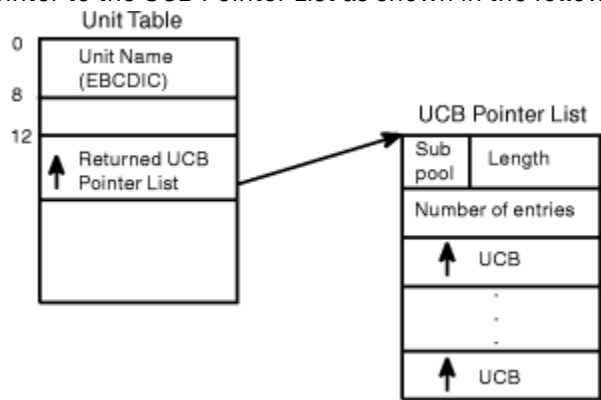 inter to the UCB Pointer List as shown in the follow
Unit Table
0
Unit Name
(EBCDIC)
8
12
Returned UCB
Pointer List
UCB Pointer List
Sub
pool
Length
Number of entries
UCB
.
.
.
UCB